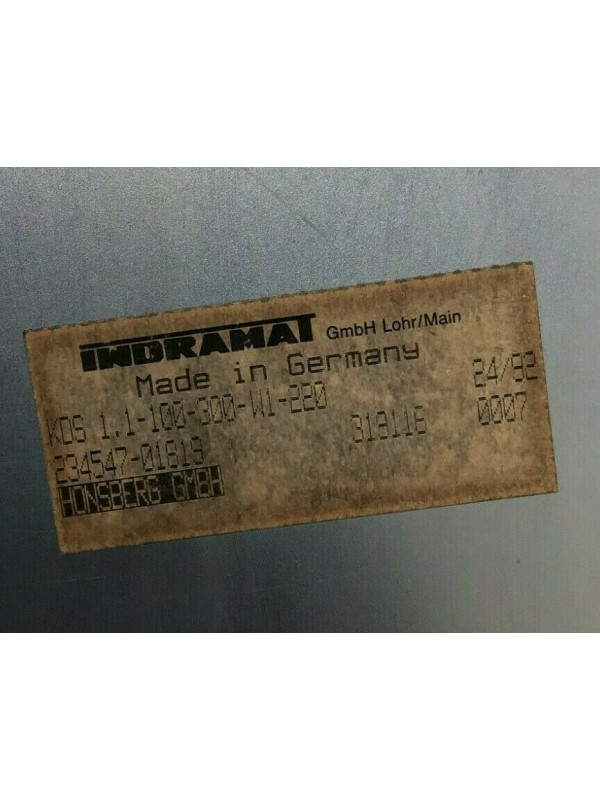 INDRAMAT GmbH Lohr/Main
Made in Germany
KDS 1.1-100-300-W1-220 24/92
234547-01819 319116 0007
HONSBERG GMBH